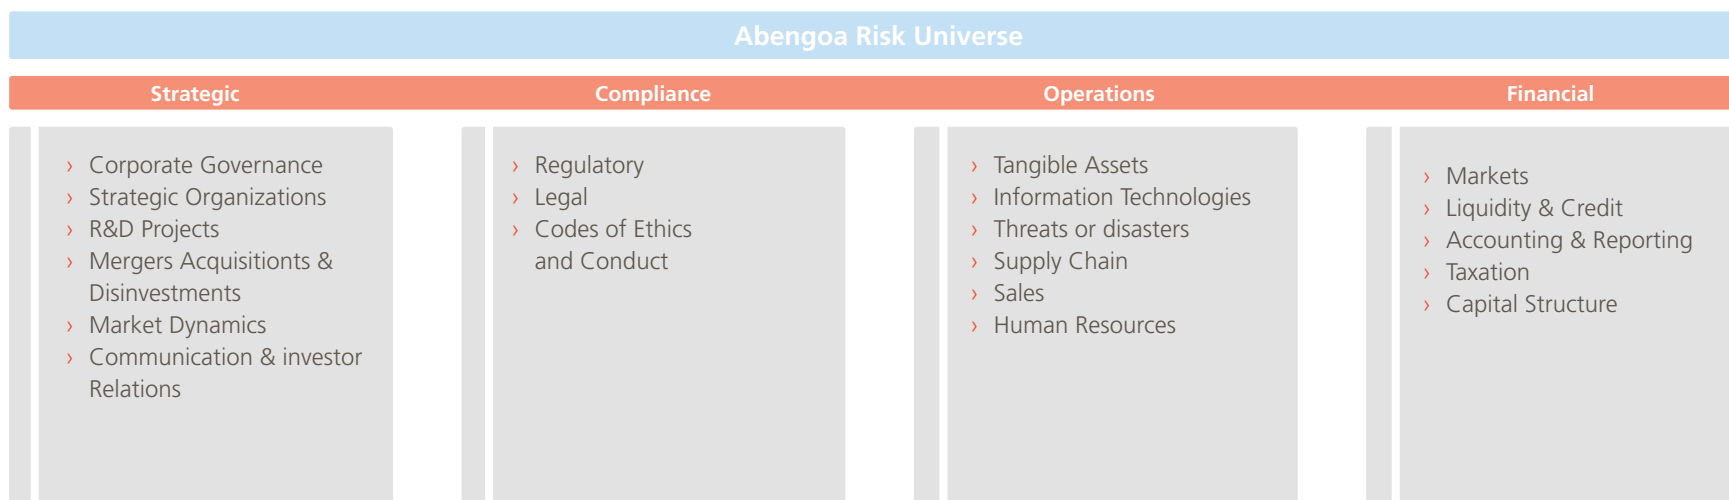 Abengoa Risk Universe
Strategic
Compliance
Operations
Financial
› Corporate Governance
› Strategic Organizations
› R&D Projects
› Mergers Acquisitionts &
Disinvestments
› Market Dynamics
› Communication & investor
Relations
› Regulatory
› Legal
› Codes of Ethics
and Conduct
› Tangible Assets
› Information Technologies
› Threats or disasters
› Supply Chain
› Sales
› Human Resources
› Markets
› Liquidity & Credit
› Accounting & Reporting
› Taxation
› Capital Structure